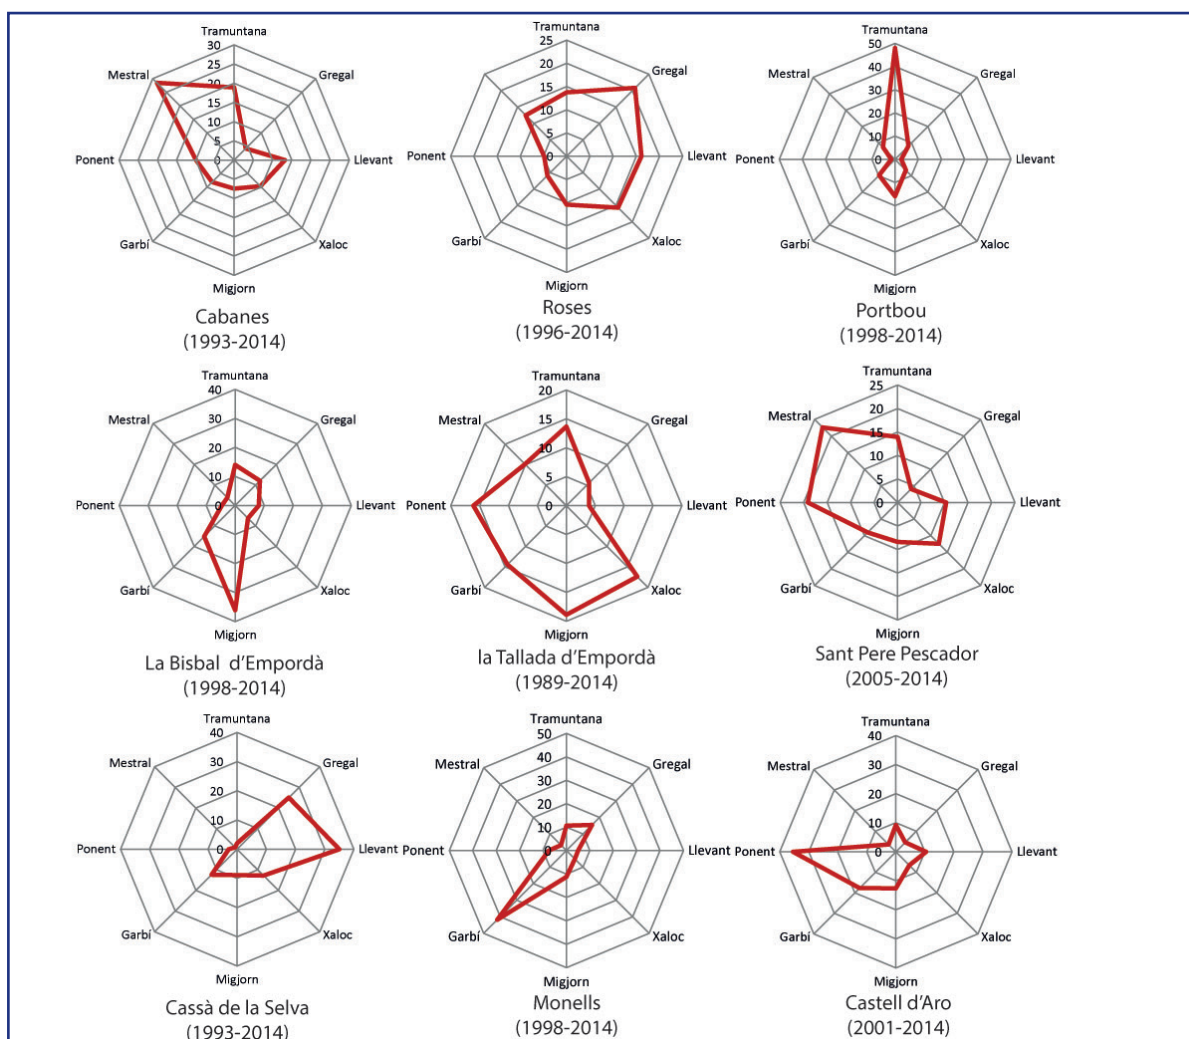 Tramuntana
30
25
20
15
10
5
0
Mestral
Gregal
Ponent
Llevant
Garbí
Xaloc
Migjorn
Cabanes
(1993-2014)
Tramuntana
25
20
15
10
5
0
Gregal
Ponent
Llevant
Garbí
Xaloc
Migjorn
Roses
(1996-2014)
Tramuntana
50
40
30
20
10
0
Mestral
Gregal
Ponent
Llevant
Garbí
Xaloc
Migjorn
Portbou
(1998-2014)
Tramuntana
40
30
20
10
0
Mestral
Gregal
Ponent
Llevant
Garbí
Xaloc
Migjorn
La Bisbal d'Empordà
(1998-2014)
Tramuntana
20
15
10
5
0
Mestral
Gregal
Ponent
Llevant
Garbí
Xaloc
Migjorn
la Tallada d'Empordà
(1989-2014)
Tramuntana
25
20
15
10
5
0
Mestral
Gregal
Ponent
Llevant
Garbí
Xaloc
Migjorn
Sant Pere Pescador
(2005-2014)
Tramuntana
40
30
20
10
0
Mestral
Gregal
Ponent
Llevant
Garbí
Xaloc
Migjorn
Cassà de la Selva
(1993-2014)
Tramuntana
50
40
30
20
10
0
Mestral
Gregal
Ponent
Llevant
Garbí
Xaloc
Migjorn
Monells
(1998-2014)
Tramuntana
40
30
20
10
0
Mestral
Gregal
Ponent
Llevant
Garbí
Xaloc
Migjorn
Castell d'Aro
(2001-2014)